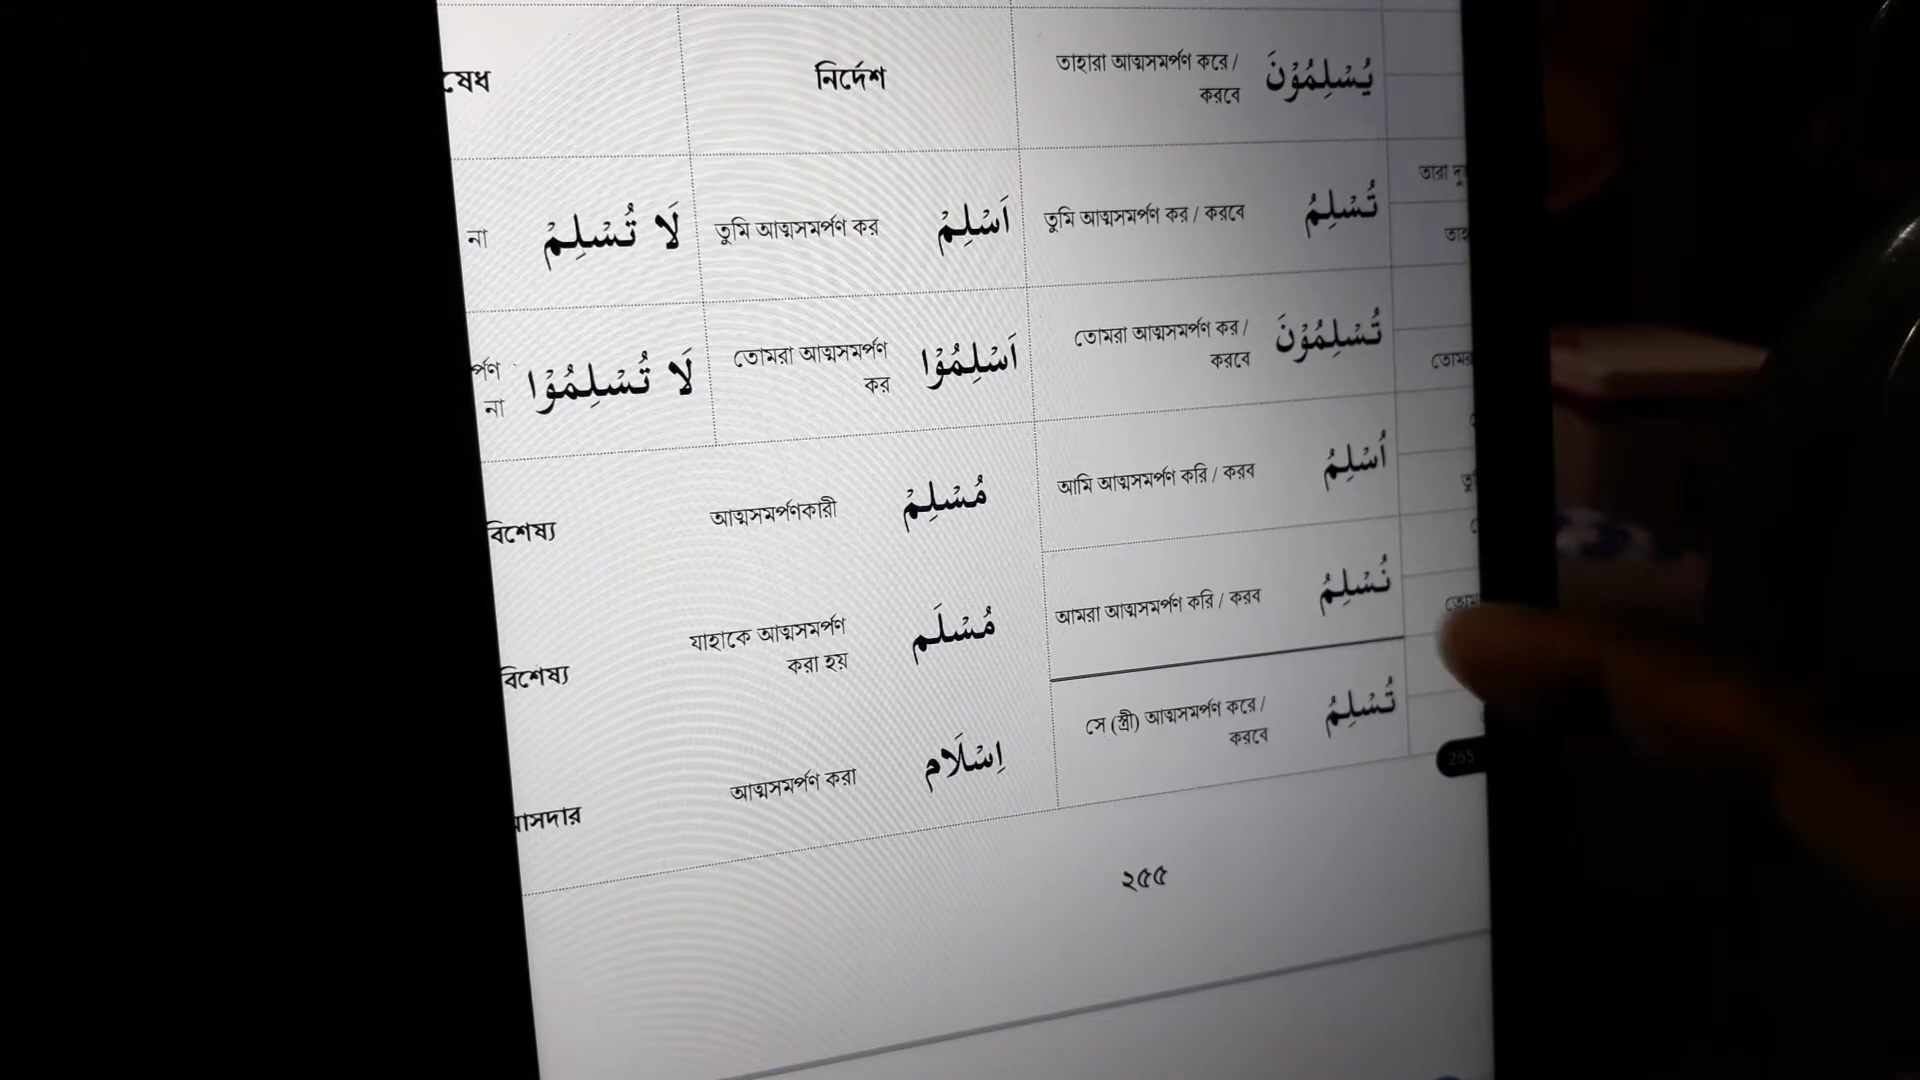 নির্দেশ
তাহারা আত্মসমর্পণ করে /
করবে
يُسْلِمُوْنَ
না
لَا تُسْلِمْ
তুমি আত্মসমর্পণ কর
اَسْلِمْ
তুমি আত্মসমর্পণ কর / করবে
تُسْلِمُ
তারা
না
لَا تُسْلِمُوْا
তোমরা আত্মসমর্পণ
কর
اَسْلِمُوْا
তোমরা আত্মসমর্পণ কর /
করবে
تُسْلِمُوْنَ
বিশেষ্য
আত্মসমর্পণকারী
مُسْلِمْ
আমি আত্মসমর্পণ করি / করব
اُسْلِمُ
বিশেষ্য
যাহাকে আত্মসমর্পণ
করা হয়
مُسْلَم
আমরা আত্মসমর্পণ করি / করব
نُسْلِمُ
আত্মসমর্পণ করা
اِسْلَام
সে (স্ত্রী) আত্মসমর্পণ করে /
করবে
تُسْلِمُ
255
২৫৫